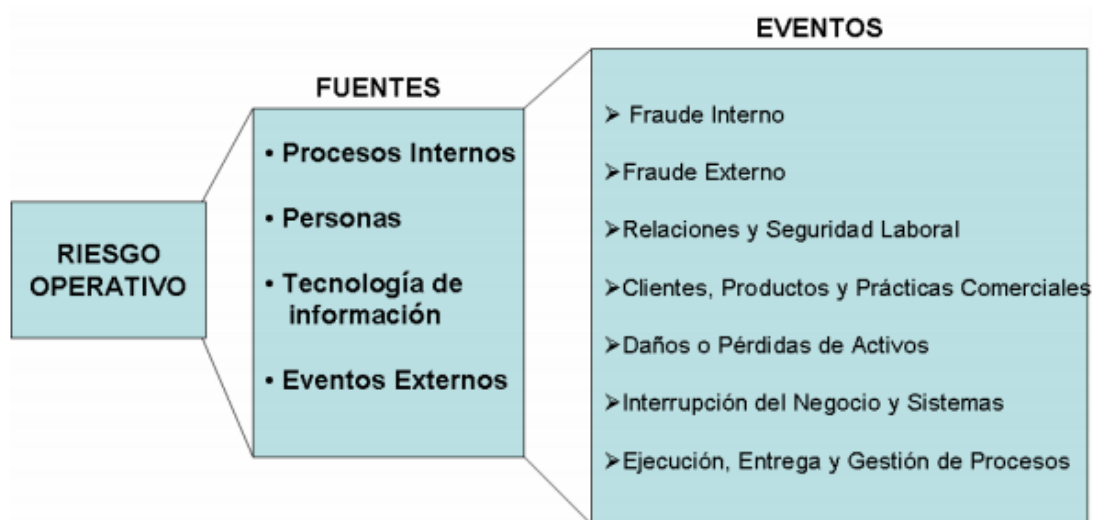 RIESGO
OPERATIVO
FUENTES
• Procesos Internos
• Personas
• Tecnología de
información
• Eventos Externos
EVENTOS
➢ Fraude Interno
➢Fraude Externo
➢Relaciones y Seguridad Laboral
➢Clientes, Productos y Prácticas Comerciales
➢Daños o Pérdidas de Activos
➢Interrupción del Negocio y Sistemas
➢Ejecución, Entrega y Gestión de Procesos